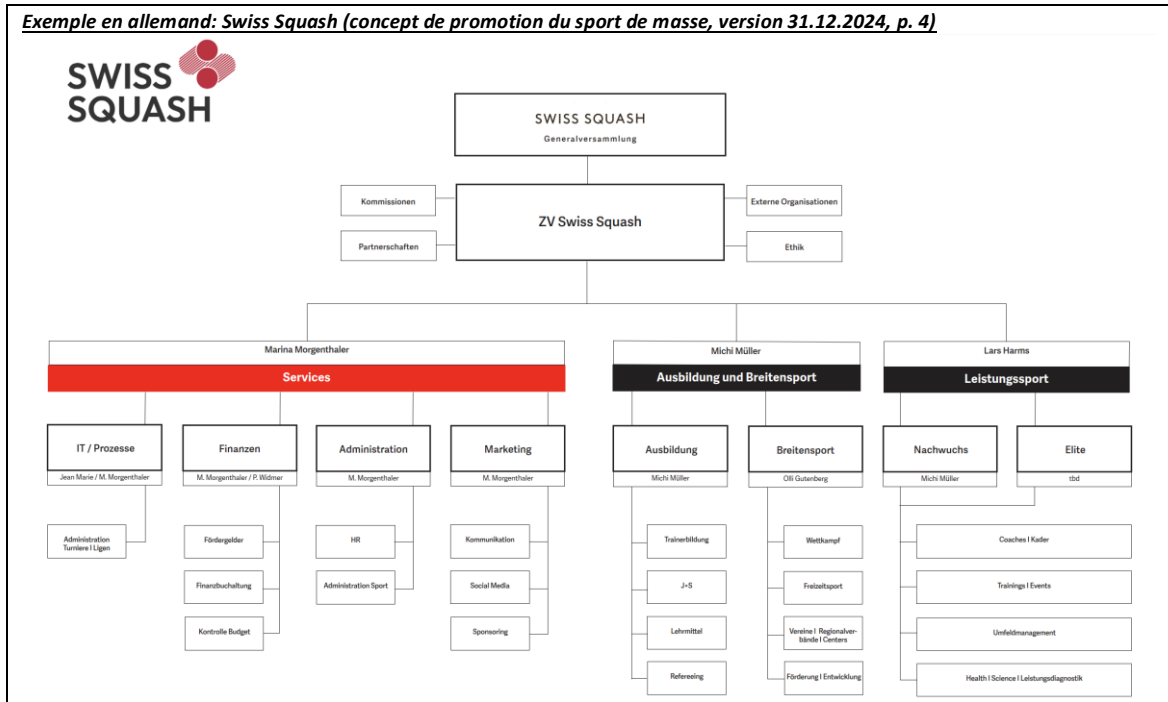 Exemple en allemand: Swiss Squash (concept de promotion du sport de masse, version 31.12.2024, p. 4)
SWISS
SQUASH
SWISS SQUASH
Generalversammlung
Kommissionen
Externe Organisationen
ZV Swiss Squash
Partnerschaften
Ethik
Marina Morgenthaler
Michi Müller
Lars Harms
Services
Ausbildung und Breitensport
Leistungssport
IT / Prozesse
Finanzen
Administration
Marketing
Ausbildung
Breitensport
Nachwuchs
Elite
Jean Marie / M. Morgenthaler
M. Morgenthaler / P. Widmer
M. Morgenthaler
M. Morgenthaler
Michi Müller
Olli Gutenberg
Michi Müller
tbd
Administration
Turniere I Ligen
Fördergelder
HR
Kommunikation
Trainerbildung
Wettkampf
Coaches I Kader
Finanzbuchaltung
Administration Sport
Social Media
J+S
Freizeitsport
Trainings I Events
Kontrolle Budget
Sponsoring
Lehrmittel
Vereine I Regionalver-
bände I Centers
Umfeldmanagement
Refereeing
Förderung I Entwicklung
Health I Science I Leistungsdiagnostik